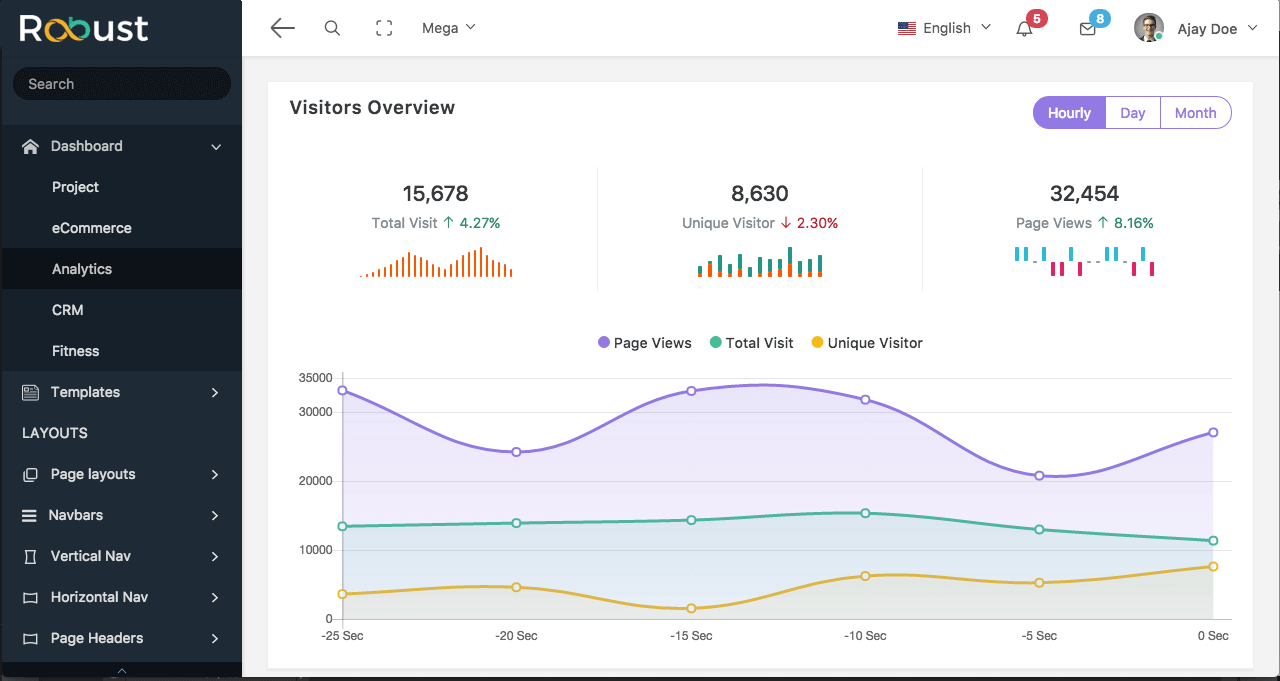 Robust
Search
Dashboard
Project
eCommerce
Analytics
CRM
Fitness
Templates
LAYOUTS
Page layouts
Navbars
Vertical Nav
Horizontal Nav
Page Headers
Mega
English
5
8
Ajay Doe
Visitors Overview
Hourly Day Month
15,678
Total Visit ↑ 4.27%
8,630
Unique Visitor ↓ 2.30%
32,454
Page Views ↑ 8.16%
Page Views Total Visit Unique Visitor
35000
30000
20000
10000
0
-25 Sec -20 Sec -15 Sec -10 Sec -5 Sec 0 Sec